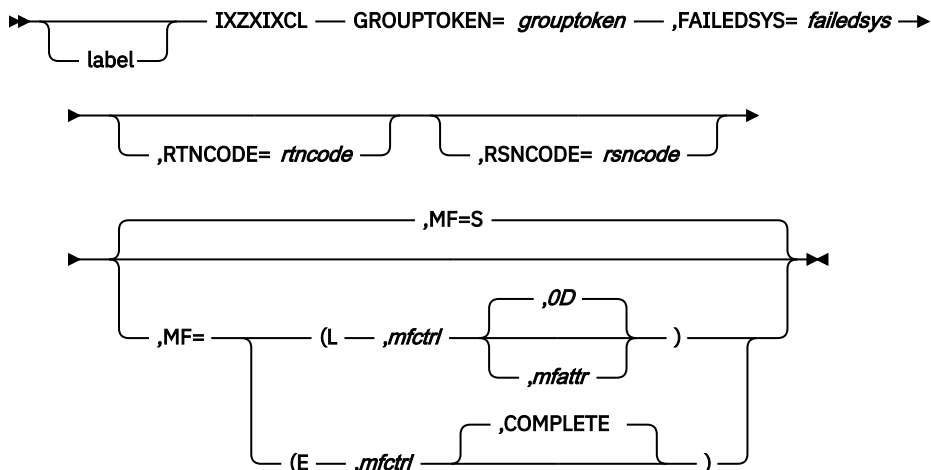 IXZXIXCL GROUPTOKEN= grouptoken ,FAILEDSYS= failedsys
label
,RTNCODE= rtncode ,RSNCODE= rsncode
,MF=S
,0D
,MF= (L ,mfctrl )
,mfattr
,COMPLETE
(E ,mfctrl )